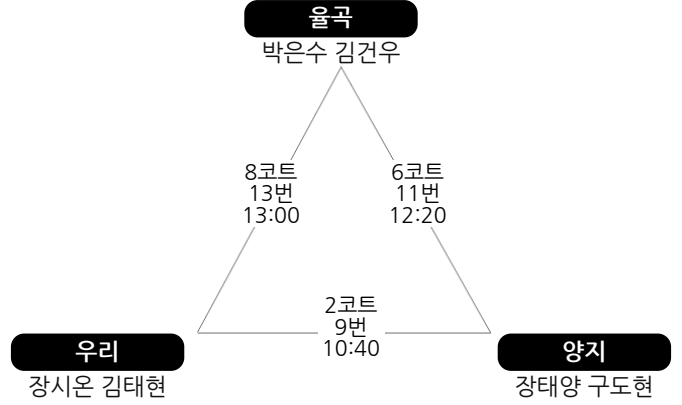 율곡
박은수 김건우
8코트
13번
13:00
6코트
11번
12:20
2코트
9번
10:40
우리
장시온 김태현
양지
장태양 구도현